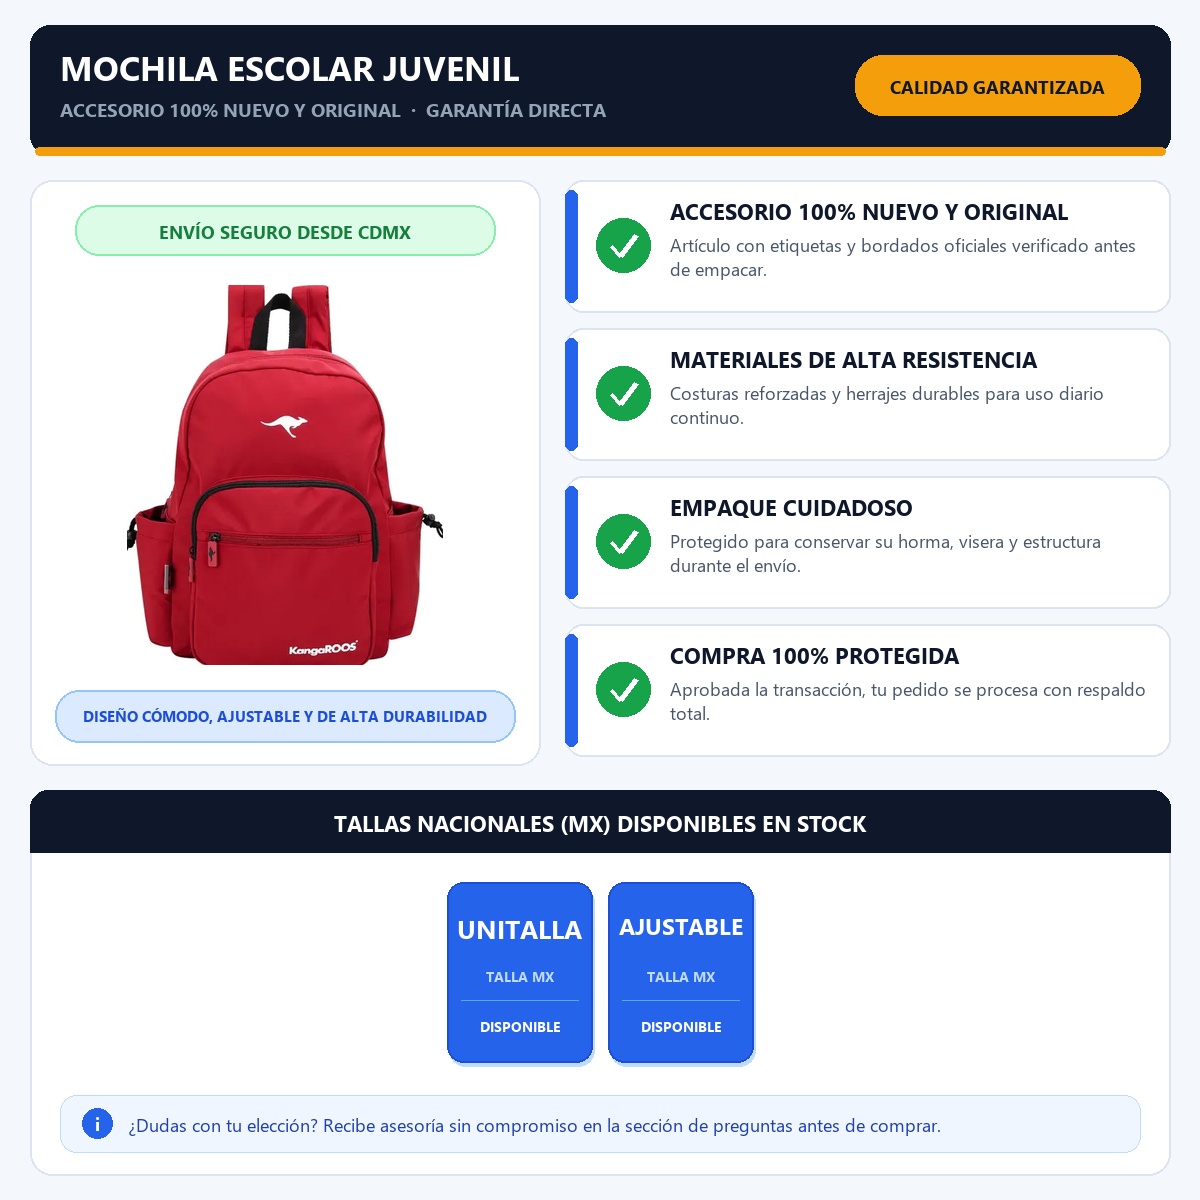 MOCHILA ESCOLAR JUVENIL
ACCESORIO 100% NUEVO Y ORIGINAL · GARANTÍA DIRECTA
CALIDAD GARANTIZADA
ENVÍO SEGURO DESDE CDMX
KangaROOS
DISEÑO CÓMODO, AJUSTABLE Y DE ALTA DURABILIDAD
ACCESORIO 100% NUEVO Y ORIGINAL
Artículo con etiquetas y bordados oficiales verificado antes
de empacar.
MATERIALES DE ALTA RESISTENCIA
Costuras reforzadas y herrajes durables para uso diario
continuo.
EMPAQUE CUIDADOSO
Protegido para conservar su horma, visera y estructura
durante el envío.
COMPRA 100% PROTEGIDA
Aprobada la transacción, tu pedido se procesa con respaldo
total.
TALLAS NACIONALES (MX) DISPONIBLES EN STOCK
UNITALLA
TALLA MX
DISPONIBLE
AJUSTABLE
TALLA MX
DISPONIBLE
¿Dudas con tu elección? Recibe asesoría sin compromiso en la sección de preguntas antes de comprar.